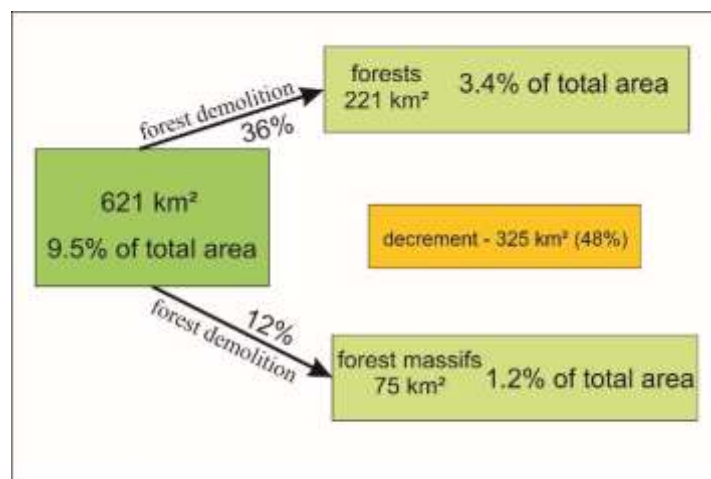 forests
221 km²
3.4% of total area
forest demolition
36%
621 km²
9.5% of total area
decrement - 325 km² (48%)
12%
forest demolition
forest massifs
75 km²
1.2% of total area